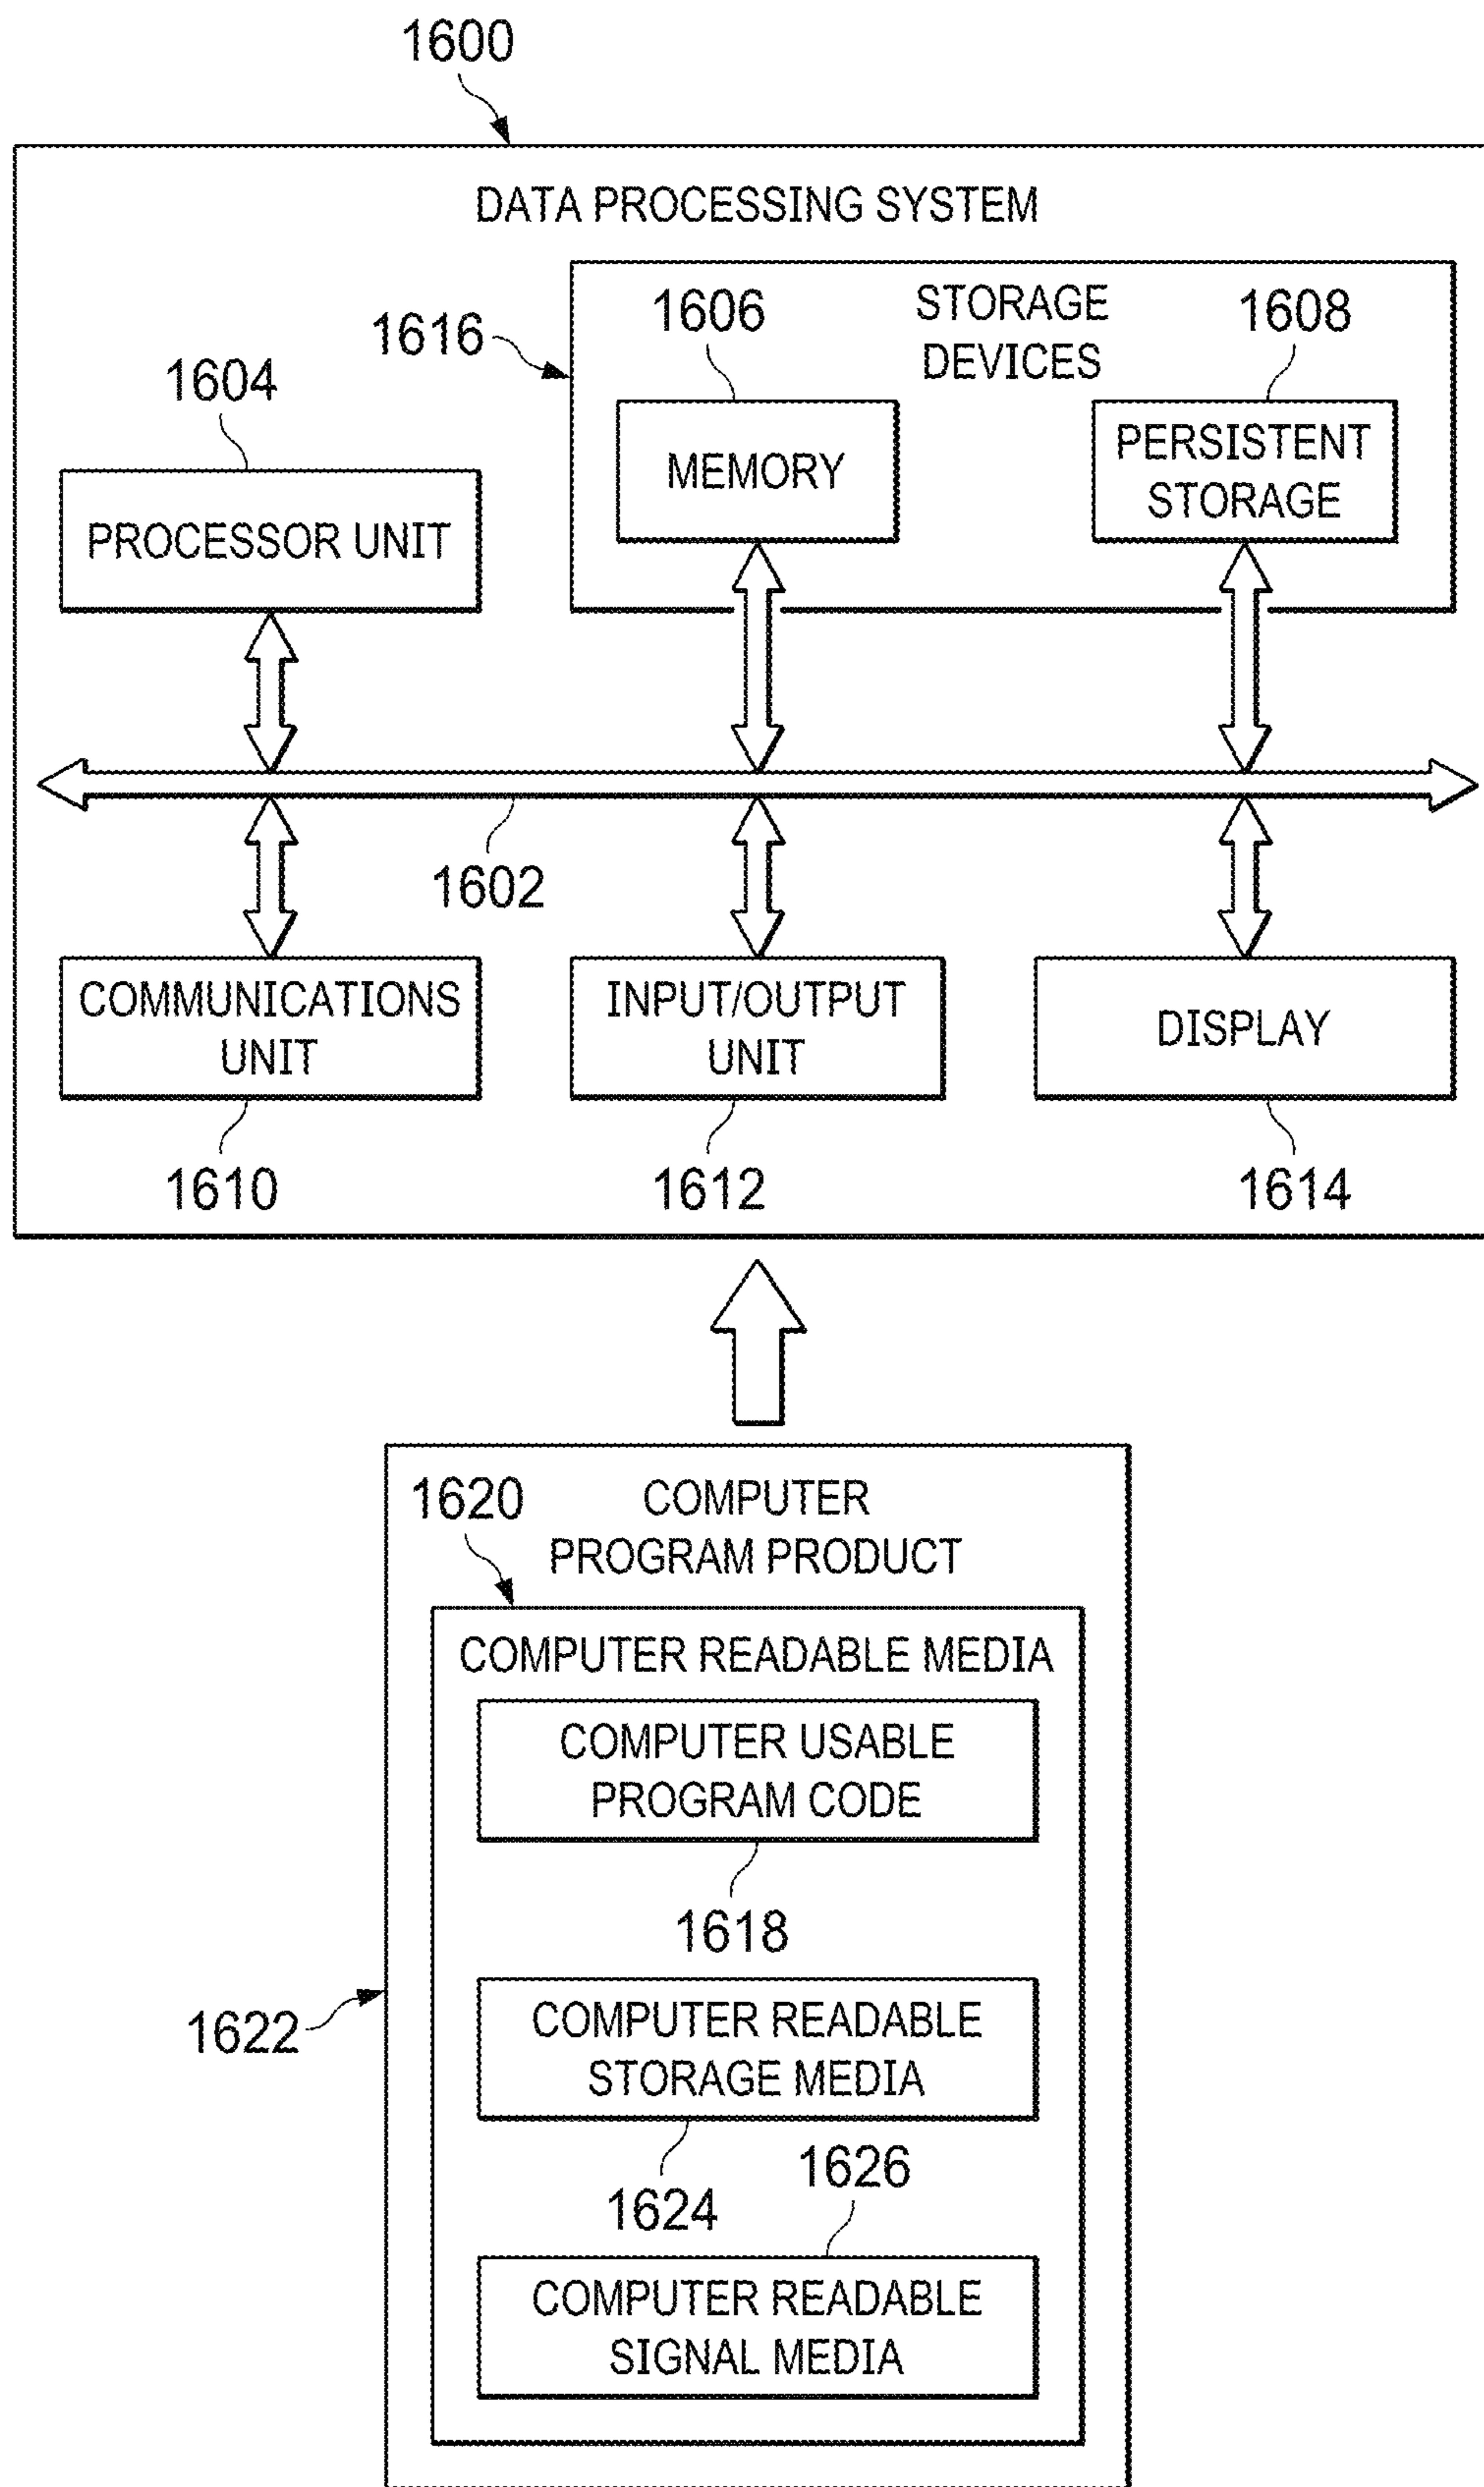 1600
DATA PROCESSING SYSTEM
1616
1606
STORAGE
DEVICES
1608
1604
MEMORY
PERSISTENT
STORAGE
PROCESSOR UNIT
1602
COMMUNICATIONS
UNIT
INPUT/OUTPUT
UNIT
DISPLAY
1610
1612
1614
1620
COMPUTER
PROGRAM PRODUCT
COMPUTER READABLE MEDIA
COMPUTER USABLE
PROGRAM CODE
1618
1622
COMPUTER READABLE
STORAGE MEDIA
1624
1626
COMPUTER READABLE
SIGNAL MEDIA